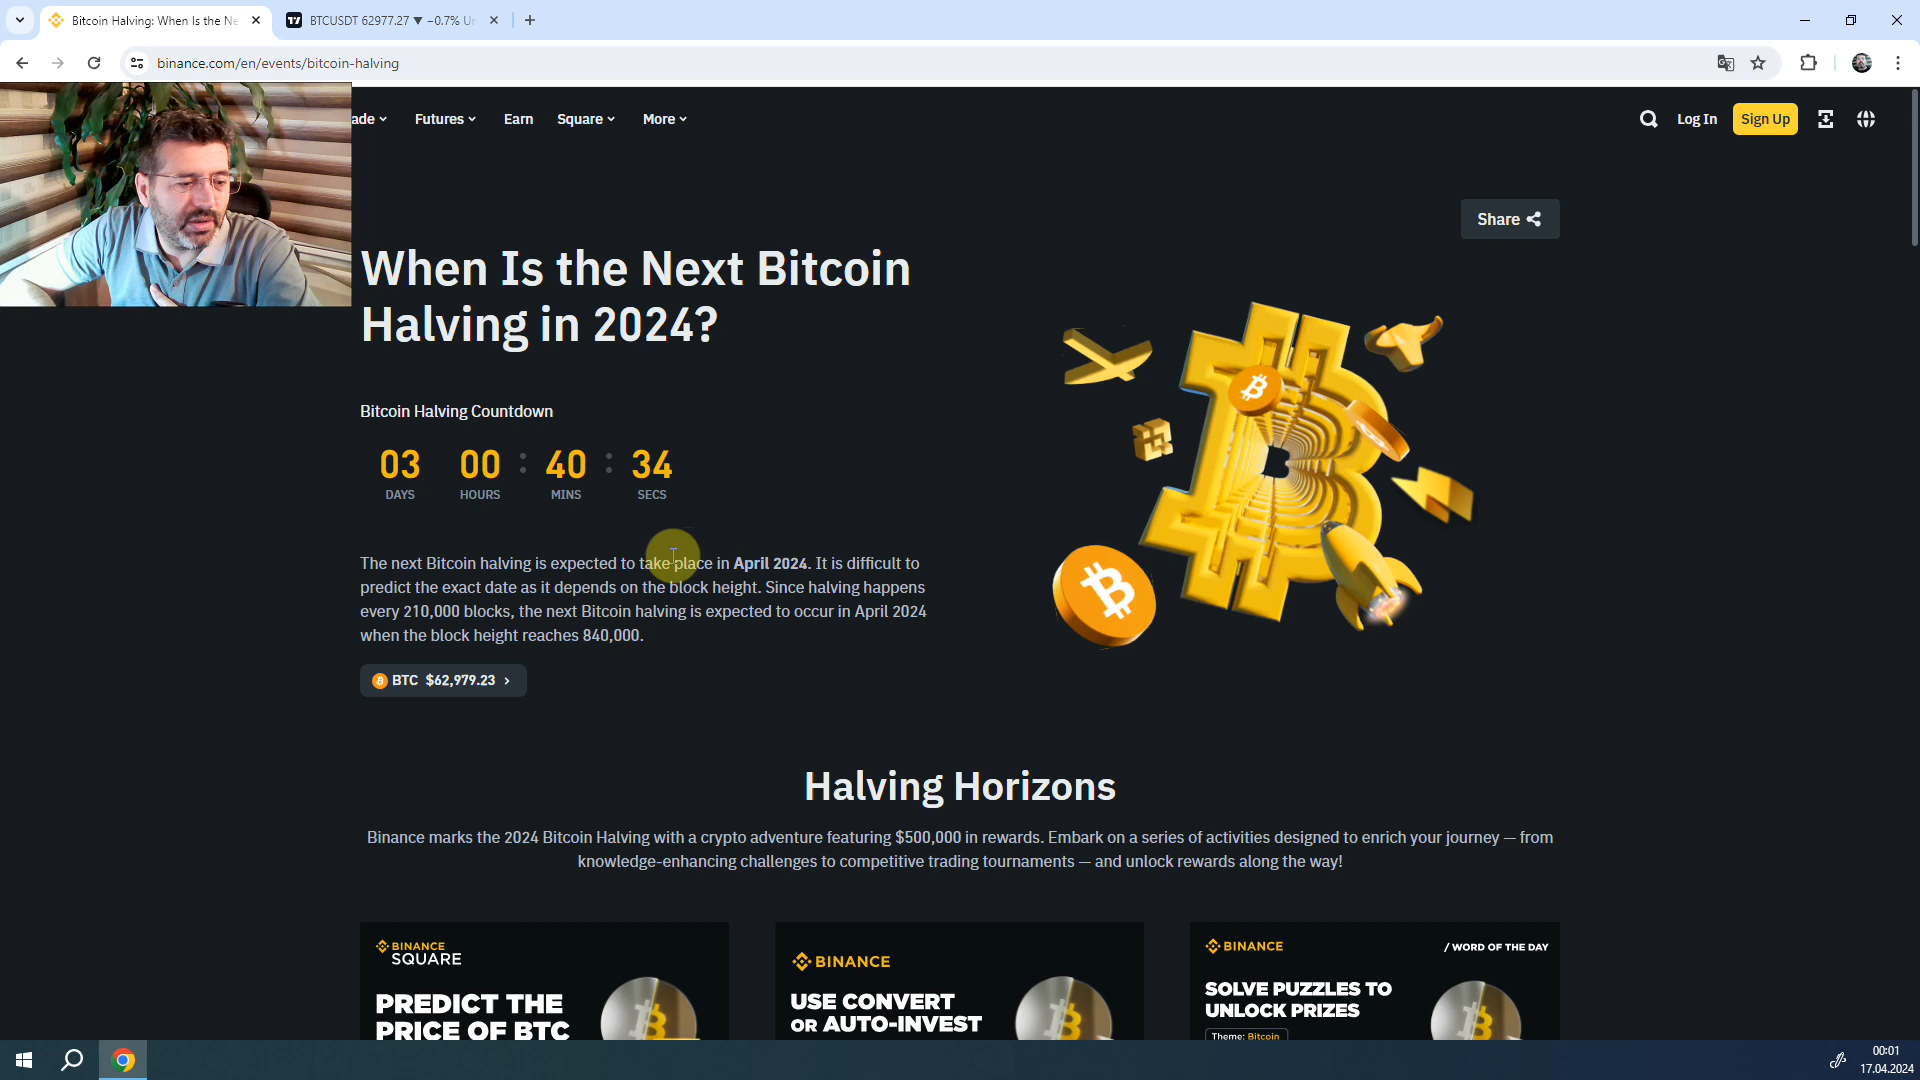 Bitcoin Halving: When Is the Ne
BTCUSDT 62977.27 ▼ −0.7% Un
binance.com/en/events/bitcoin-halving
ade
Futures
Earn
Square
More
Log In
Sign Up
Share
When Is the Next Bitcoin
Halving in 2024?
Bitcoin Halving Countdown
03 00 : 40 : 34
DAYS HOURS MINS SECS
The next Bitcoin halving is expected to take place in April 2024. It is difficult to
predict the exact date as it depends on the block height. Since halving happens
every 210,000 blocks, the next Bitcoin halving is expected to occur in April 2024
when the block height reaches 840,000.
BTC $62,979.23
Halving Horizons
Binance marks the 2024 Bitcoin Halving with a crypto adventure featuring $500,000 in rewards. Embark on a series of activities designed to enrich your journey — from
knowledge-enhancing challenges to competitive trading tournaments — and unlock rewards along the way!
BINANCE
SQUARE
PREDICT THE
PRICE OF BTC
BINANCE
USE CONVERT
OR AUTO-INVEST
BINANCE
/ WORD OF THE DAY
SOLVE PUZZLES TO
UNLOCK PRIZES
Theme: Bitcoin
00:01
17.04.2024